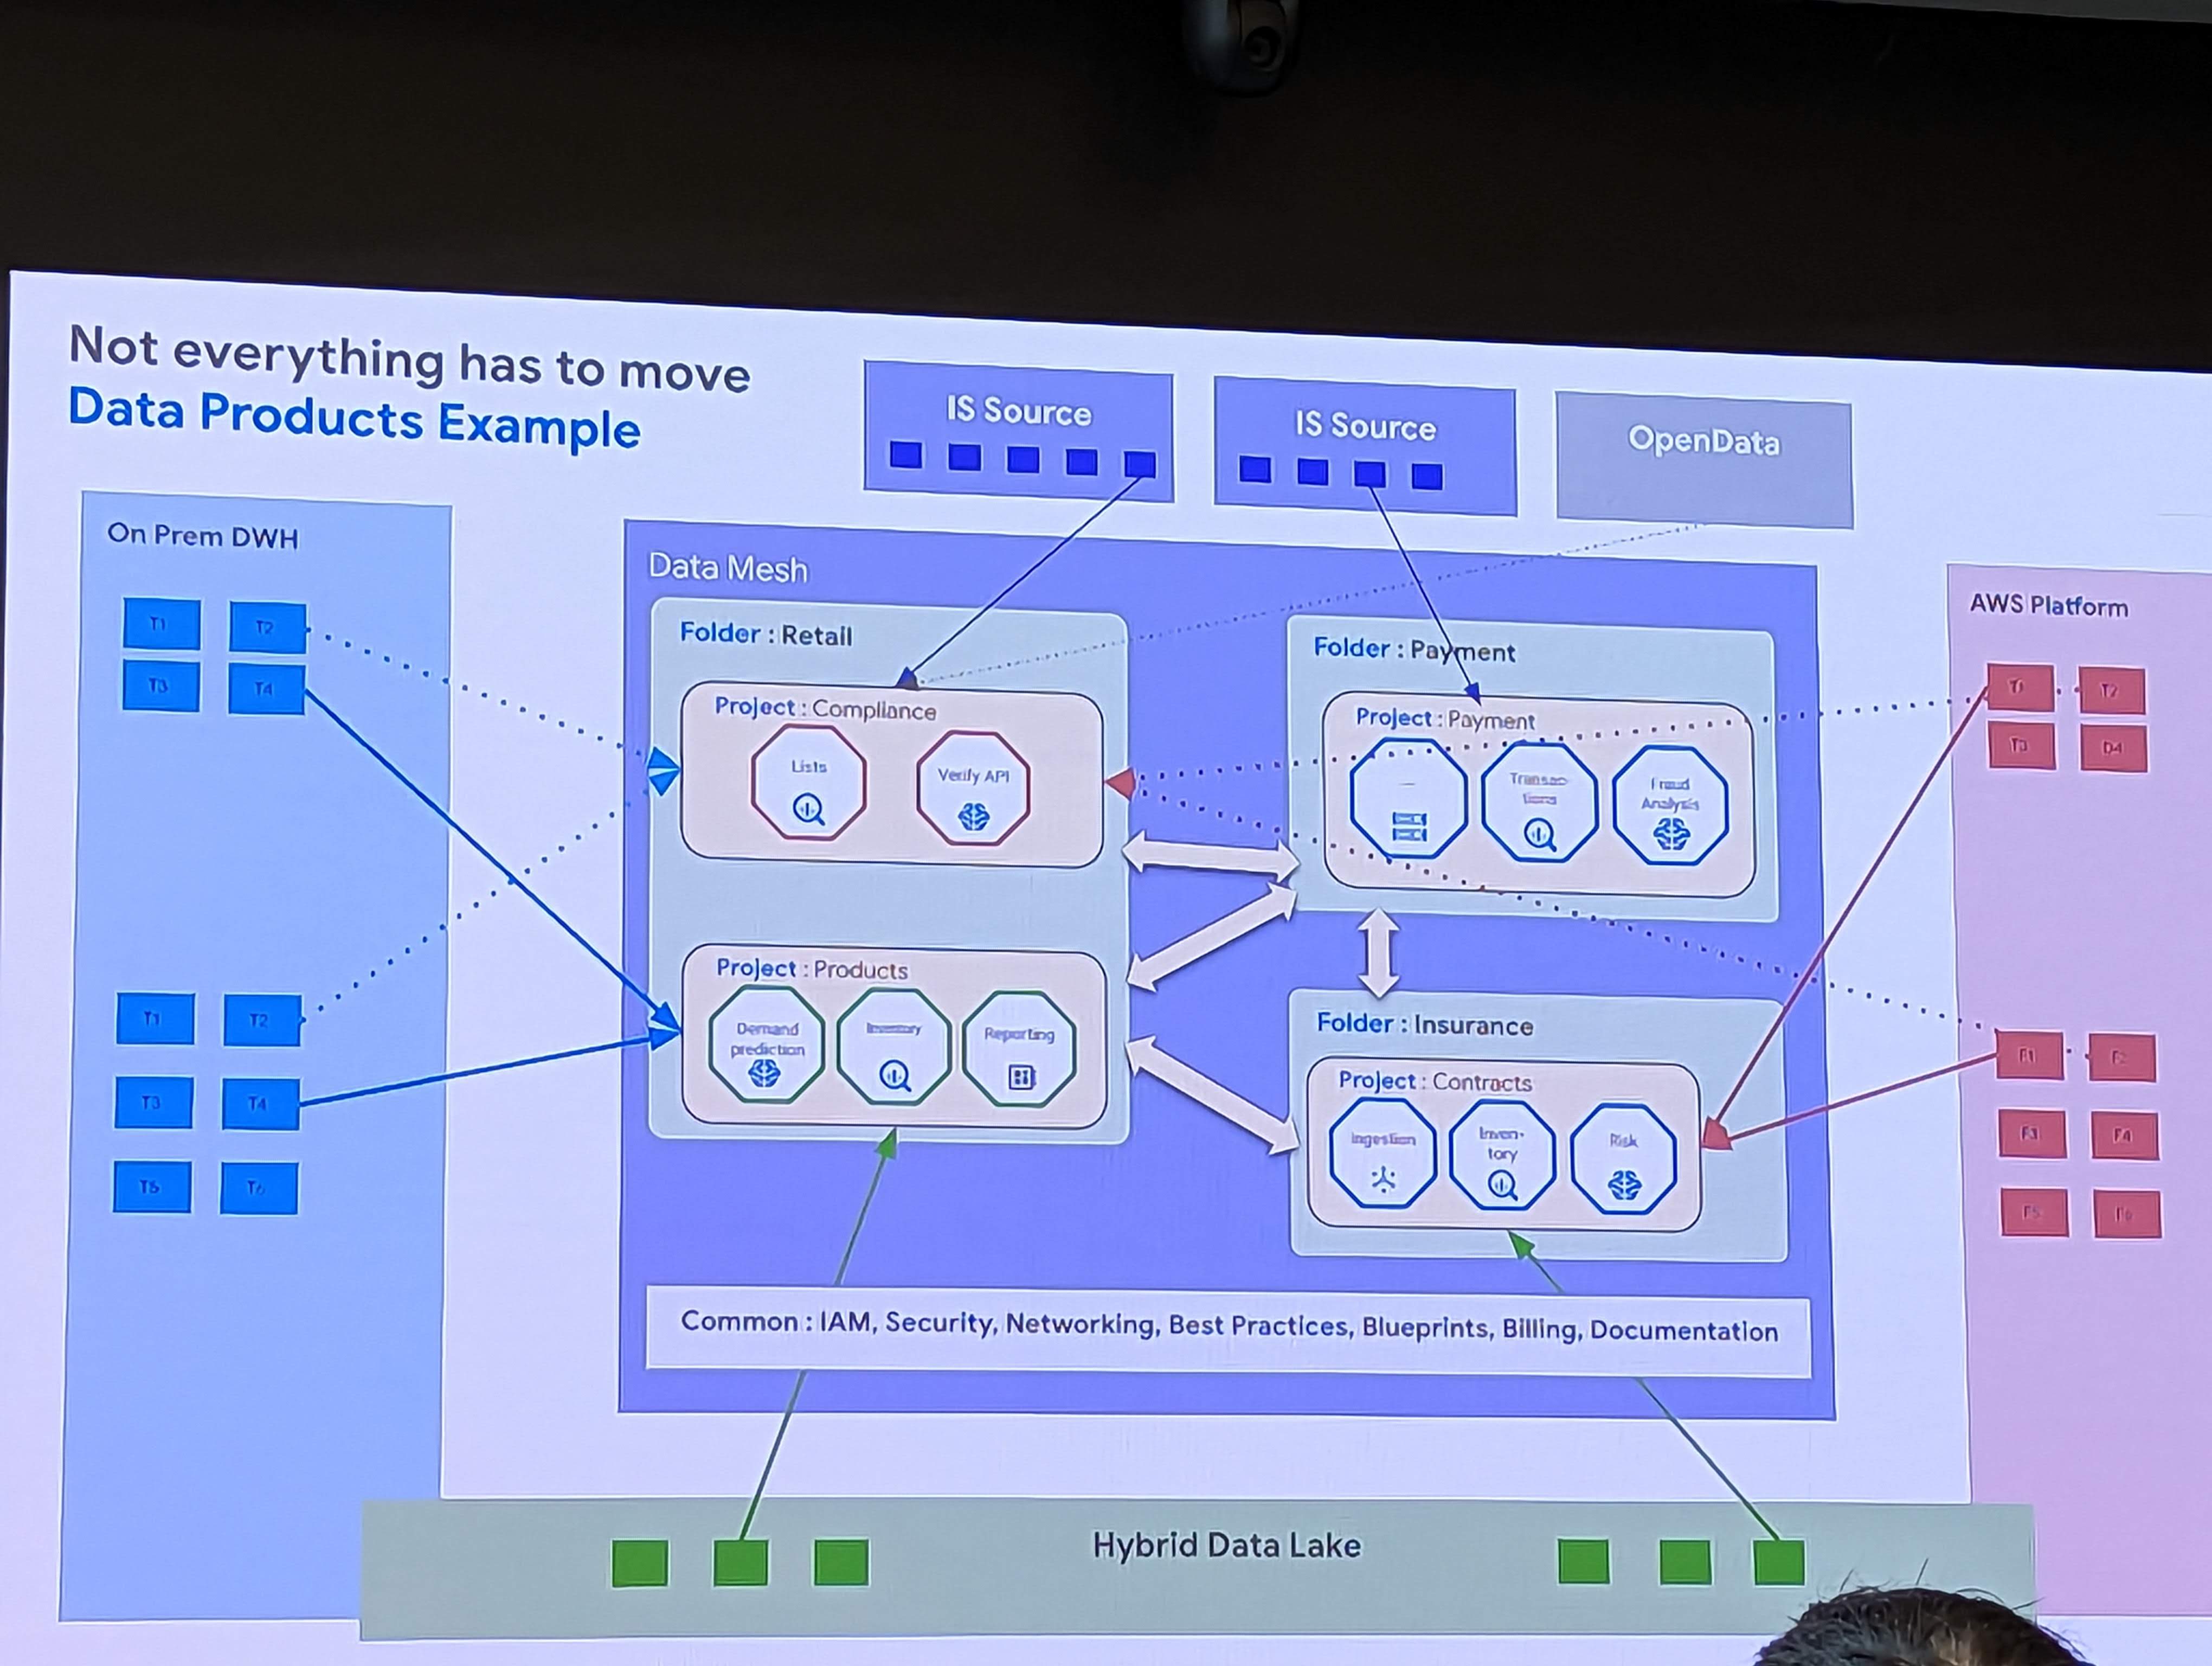 Not everything has to move
Data Products Example
IS Source
IS Source
OpenData
On Prem DWH
T1
T2
T3
T4
T1
T2
T3
T4
T5
T6
Data Mesh
Folder : Retail
Project : Compliance
Lists
Verify API
Project : Products
Demand
prediction
Inventory
Reporting
Folder : Payment
Project : Payment
Transac-
tions
Fraud
Analysis
Folder : Insurance
Project : Contracts
Ingestion
Inven-
tory
Risk
Common : IAM, Security, Networking, Best Practices, Blueprints, Billing, Documentation
AWS Platform
T1
T2
T3
D4
F1
F2
F3
F4
F5
Hybrid Data Lake